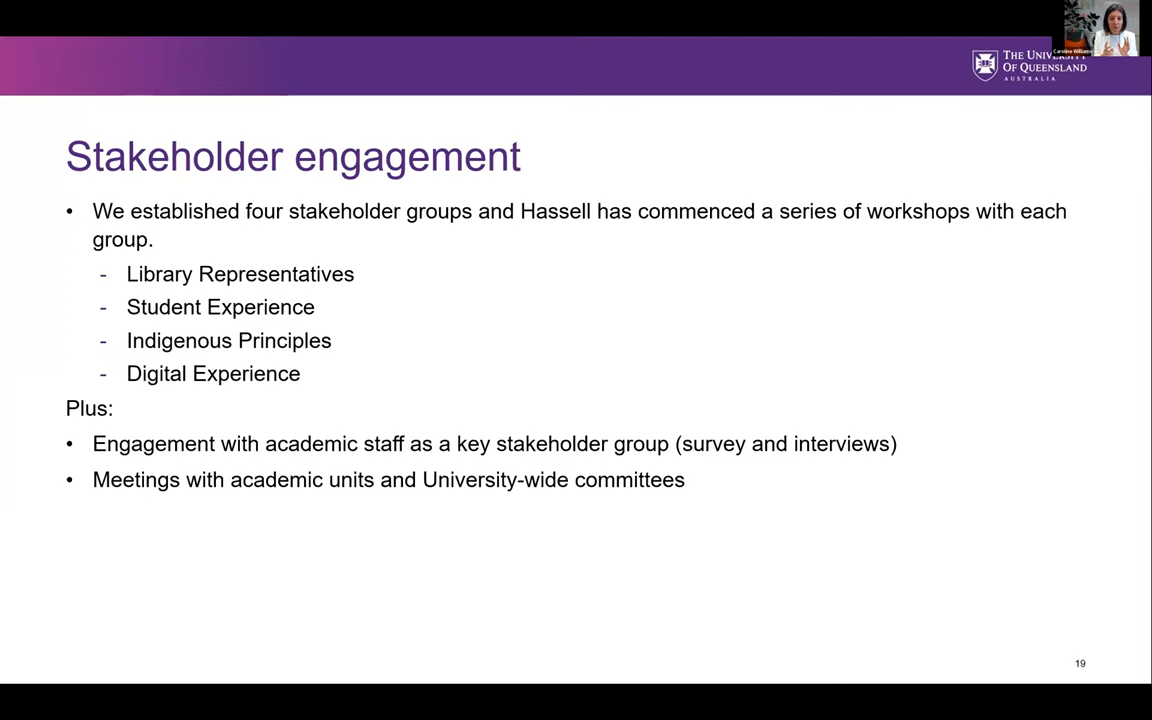 Caroline Williams
THE UNIVERSITY
OF QUEENSLAND
AUSTRALIA
Stakeholder engagement
• We established four stakeholder groups and Hassell has commenced a series of workshops with each
group.
- Library Representatives
- Student Experience
- Indigenous Principles
- Digital Experience
Plus:
• Engagement with academic staff as a key stakeholder group (survey and interviews)
• Meetings with academic units and University-wide committees
19